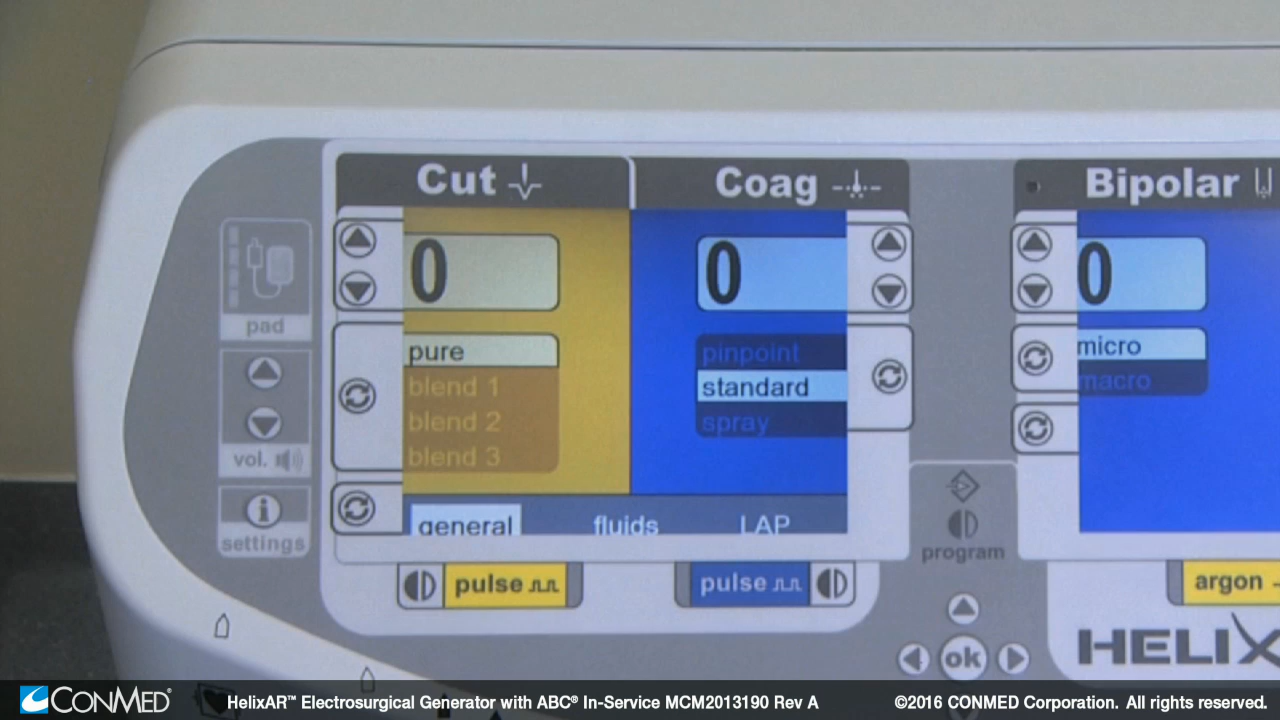 Cut
Coag
Bipolar
0
0
0
pad
pure
blend 1
blend 2
blend 3
pinpoint
standard
spray
micro
macro
vol.
general
fluids
LAP
settings
program
pulse
pulse
argon
ok
HELIX
CONMED
HelixAR™ Electrosurgical Generator with ABC® In-Service MCM2013190 Rev A
©2016 CONMED Corporation. All rights reserved.